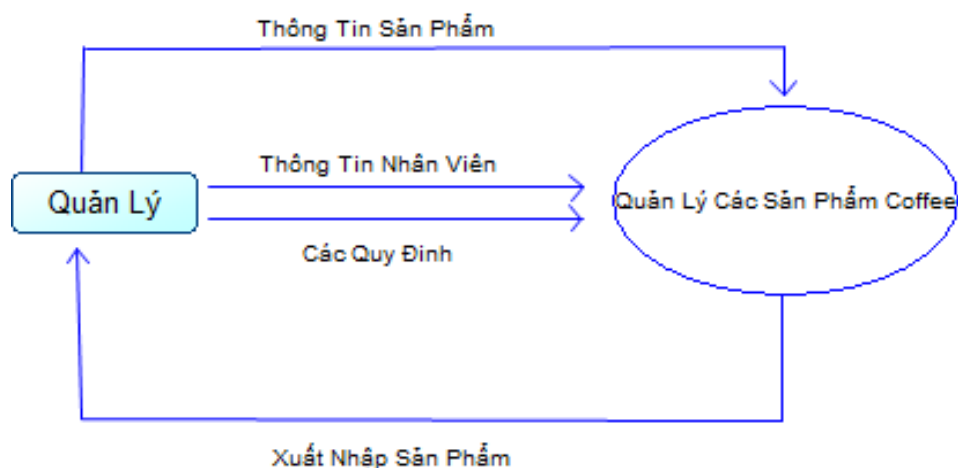 Thông Tin Sản Phẩm
Thông Tin Nhân Viên
Quản Lý
Quản Lý Các Sản Phẩm Coffee
Các Quy Đinh
Xuất Nhập Sản Phẩm